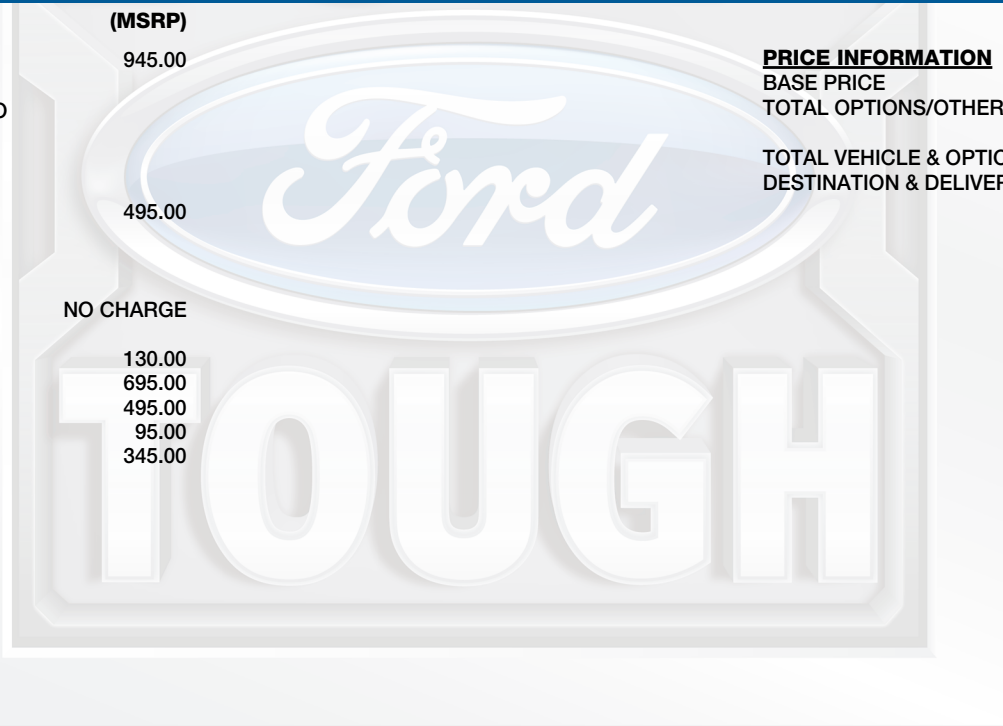 (MSRP)
945.00
495.00
NO CHARGE
130.00
695.00
495.00
95.00
345.00
PRICE INFORMATION
BASE PRICE
TOTAL OPTIONS/OTHER
TOTAL VEHICLE & OPTIO
DESTINATION & DELIVER
Ford
TOUGH